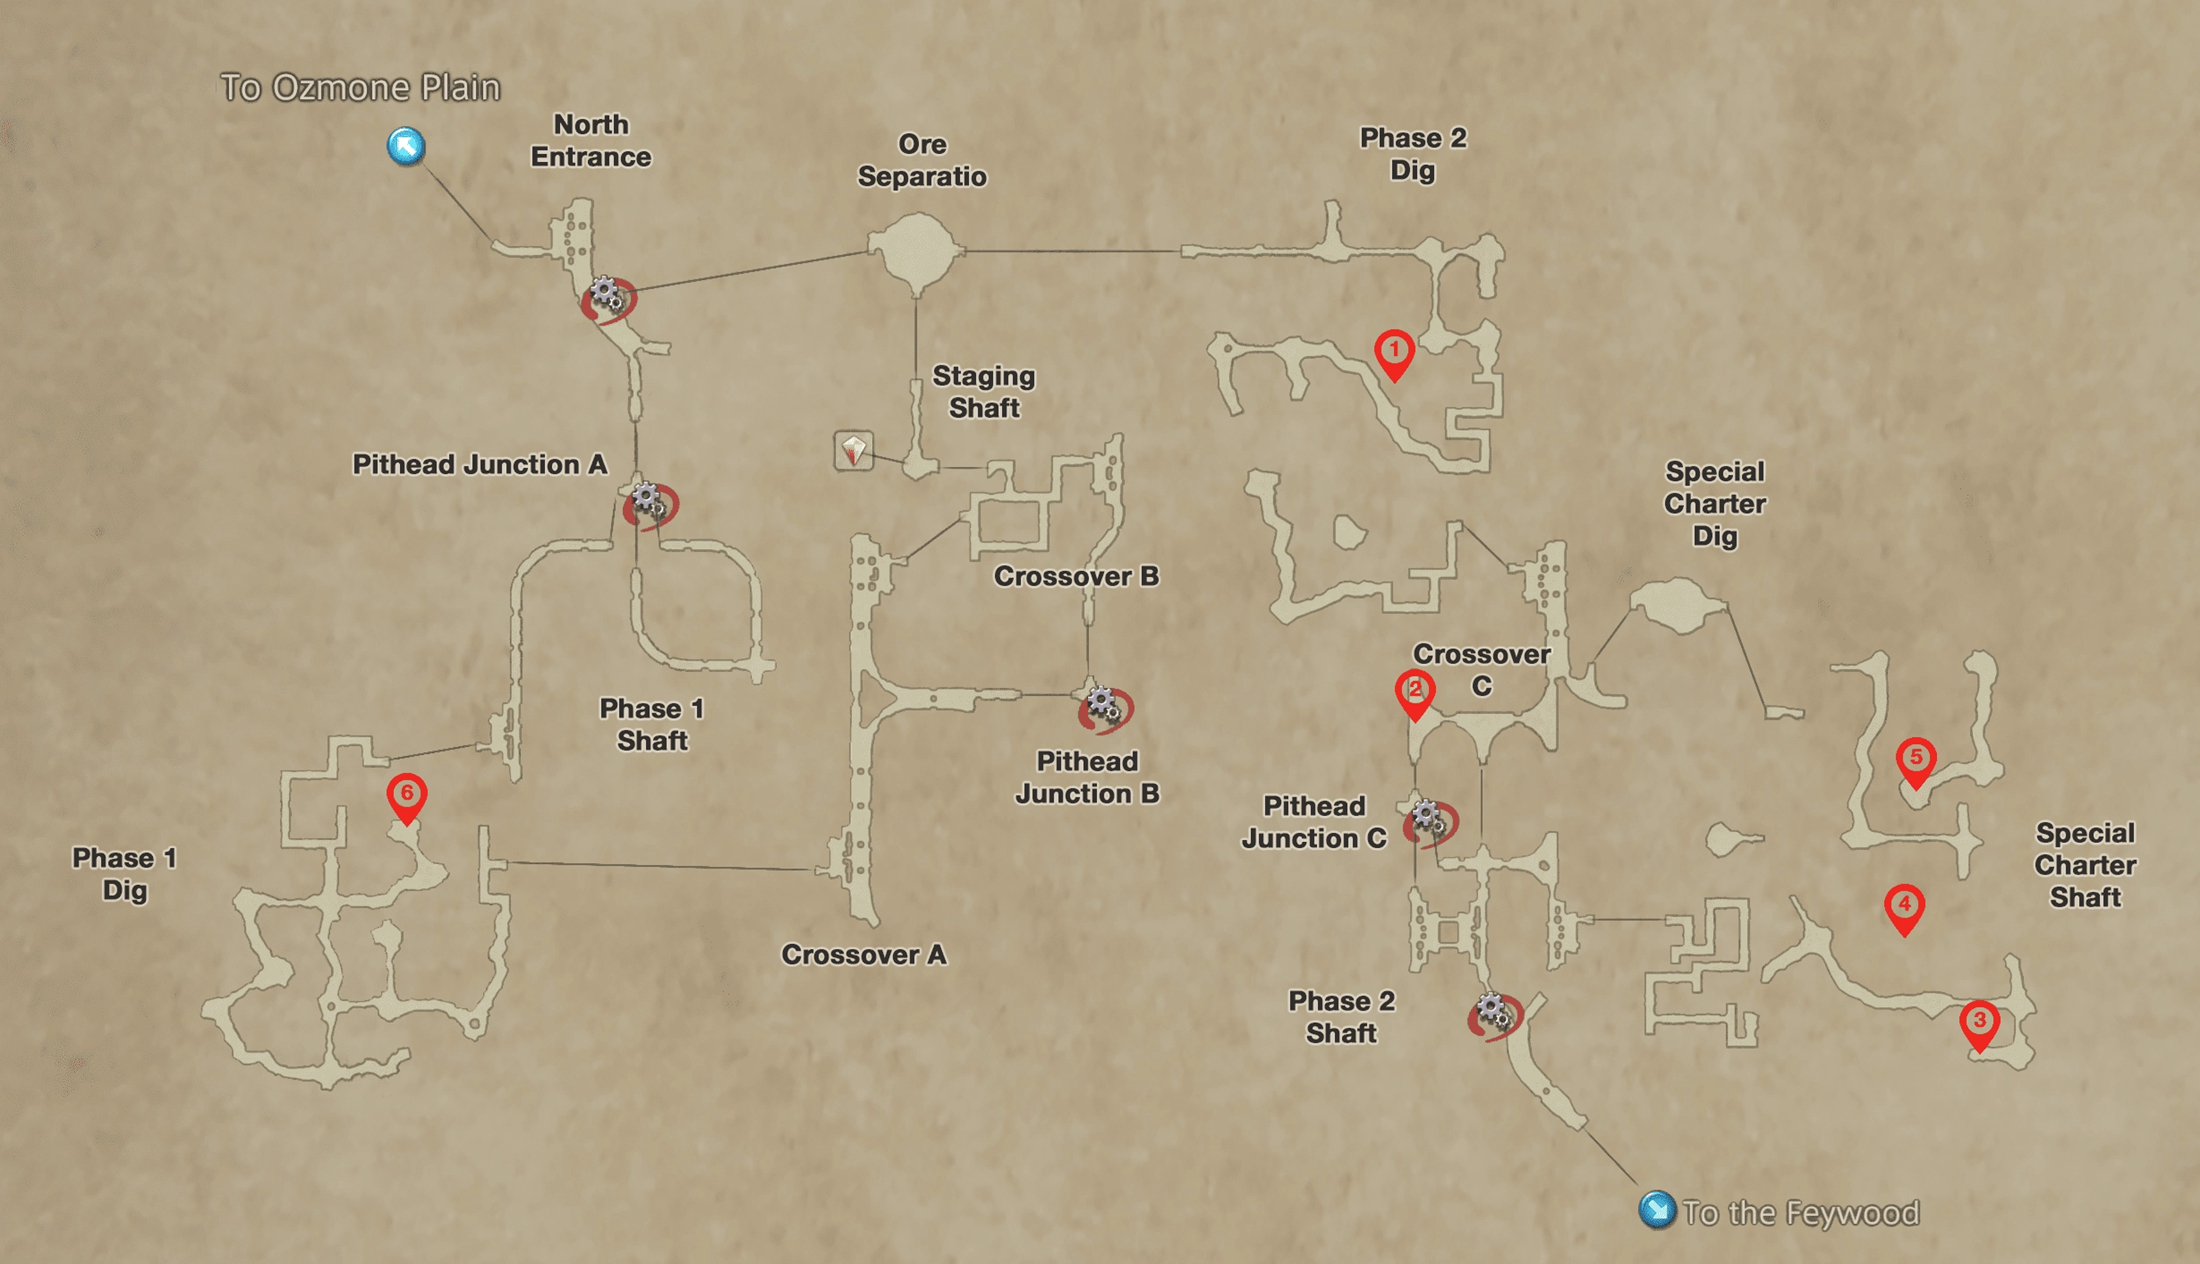 To Ozmone Plain
North
Entrance
Ore
Separatio
Phase 2
Dig
1
Staging
Shaft
Pithead Junction A
Special
Charter
Dig
Crossover B
Crossover
C
2
Phase 1
Shaft
Pithead
Junction B
5
6
Pithead
Junction C
Special
Charter
Shaft
Phase 1
Dig
4
Crossover A
Phase 2
Shaft
3
To the Feywood